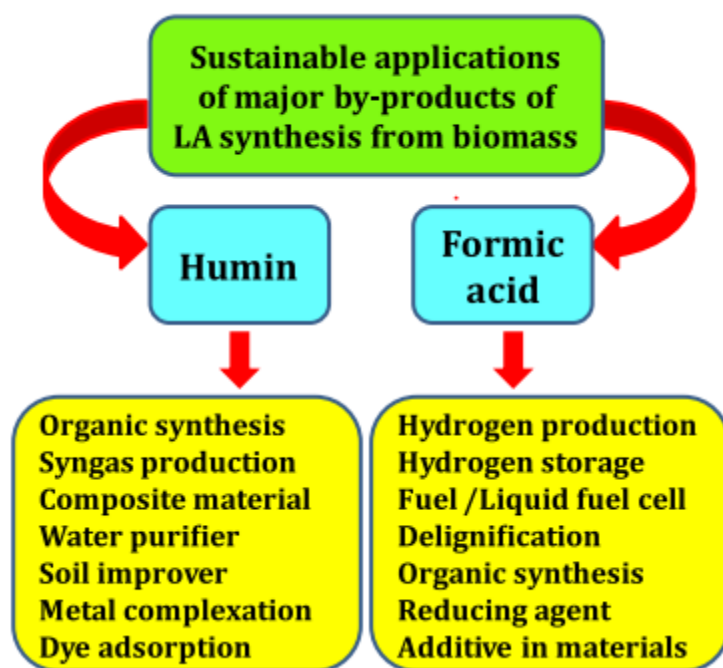 Sustainable applications
of major by-products of
LA synthesis from biomass
Humin
Formic
acid
Organic synthesis
Syngas production
Composite material
Water purifier
Soil improver
Metal complexation
Dye adsorption
Hydrogen production
Hydrogen storage
Fuel /Liquid fuel cell
Delignification
Organic synthesis
Reducing agent
Additive in materials